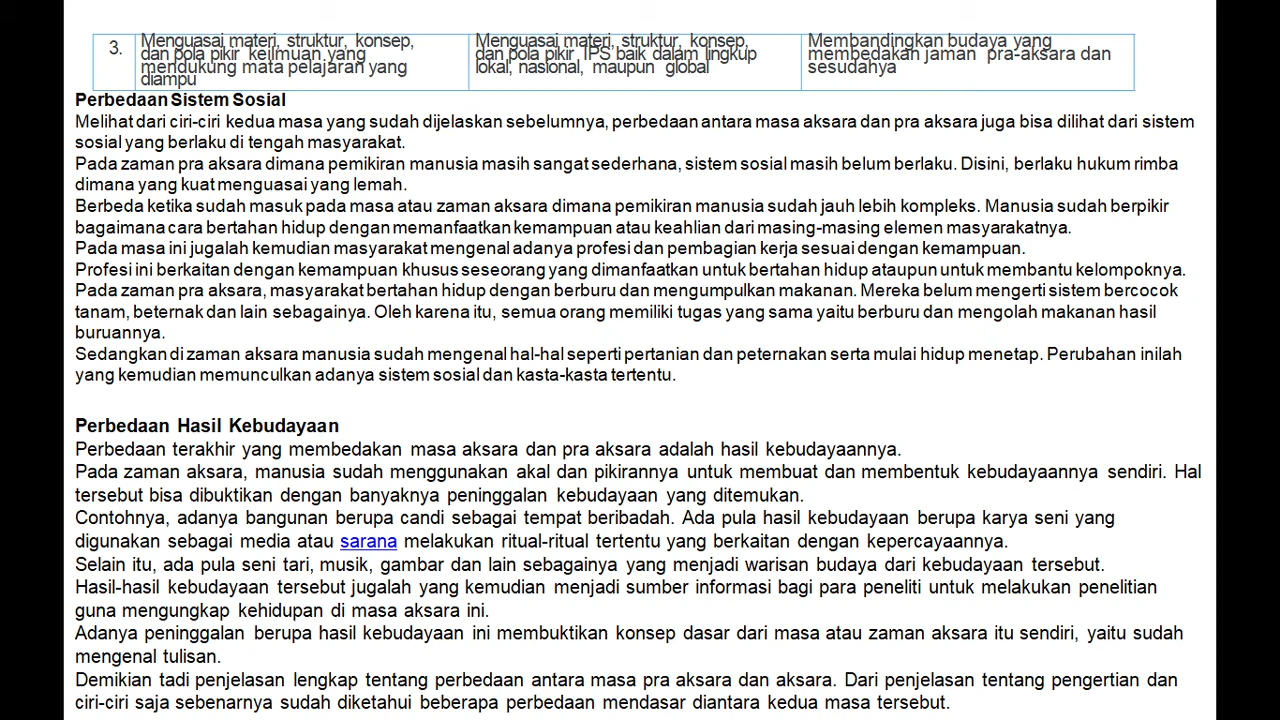 3.
Menguasai materi, struktur, konsep,
dan pola pikir keilmuan yang
mendukung mata pelajaran yang
diampu
Menguasai materi, struktur, konsep,
dan pola pikir IPS baik dalam lingkup
lokal, nasional, maupun global
Membandingkan budaya yang
membedakan jaman pra-aksara dan
sesudahya
Perbedaan Sistem Sosial
Melihat dari ciri-ciri kedua masa yang sudah dijelaskan sebelumnya, perbedaan antara masa aksara dan pra aksara juga bisa dilihat dari sistem
sosial yang berlaku di tengah masyarakat.
Pada zaman pra aksara dimana pemikiran manusia masih sangat sederhana, sistem sosial masih belum berlaku. Disini, berlaku hukum rimba
dimana yang kuat menguasai yang lemah.
Berbeda ketika sudah masuk pada masa atau zaman aksara dimana pemikiran manusia sudah jauh lebih kompleks. Manusia sudah berpikir
bagaimana cara bertahan hidup dengan memanfaatkan kemampuan atau keahlian dari masing-masing elemen masyarakatnya.
Pada masa ini jugalah kemudian masyarakat mengenal adanya profesi dan pembagian kerja sesuai dengan kemampuan.
Profesi ini berkaitan dengan kemampuan khusus seseorang yang dimanfaatkan untuk bertahan hidup ataupun untuk membantu kelompoknya.
Pada zaman pra aksara, masyarakat bertahan hidup dengan berburu dan mengumpulkan makanan. Mereka belum mengerti sistem bercocok
tanam, beternak dan lain sebagainya. Oleh karena itu, semua orang memiliki tugas yang sama yaitu berburu dan mengolah makanan hasil
buruannya.
Sedangkan di zaman aksara manusia sudah mengenal hal-hal seperti pertanian dan peternakan serta mulai hidup menetap. Perubahan inilah
yang kemudian memunculkan adanya sistem sosial dan kasta-kasta tertentu.
Perbedaan Hasil Kebudayaan
Perbedaan terakhir yang membedakan masa aksara dan pra aksara adalah hasil kebudayaannya.
Pada zaman aksara, manusia sudah menggunakan akal dan pikirannya untuk membuat dan membentuk kebudayaannya sendiri. Hal
tersebut bisa dibuktikan dengan banyaknya peninggalan kebudayaan yang ditemukan.
Contohnya, adanya bangunan berupa candi sebagai tempat beribadah. Ada pula hasil kebudayaan berupa karya seni yang
digunakan sebagai media atau sarana melakukan ritual-ritual tertentu yang berkaitan dengan kepercayaannya.
Selain itu, ada pula seni tari, musik, gambar dan lain sebagainya yang menjadi warisan budaya dari kebudayaan tersebut.
Hasil-hasil kebudayaan tersebut jugalah yang kemudian menjadi sumber informasi bagi para peneliti untuk melakukan penelitian
guna mengungkap kehidupan di masa aksara ini.
Adanya peninggalan berupa hasil kebudayaan ini membuktikan konsep dasar dari masa atau zaman aksara itu sendiri, yaitu sudah
mengenal tulisan.
Demikian tadi penjelasan lengkap tentang perbedaan antara masa pra aksara dan aksara. Dari penjelasan tentang pengertian dan
ciri-ciri saja sebenarnya sudah diketahui beberapa perbedaan mendasar diantara kedua masa tersebut.